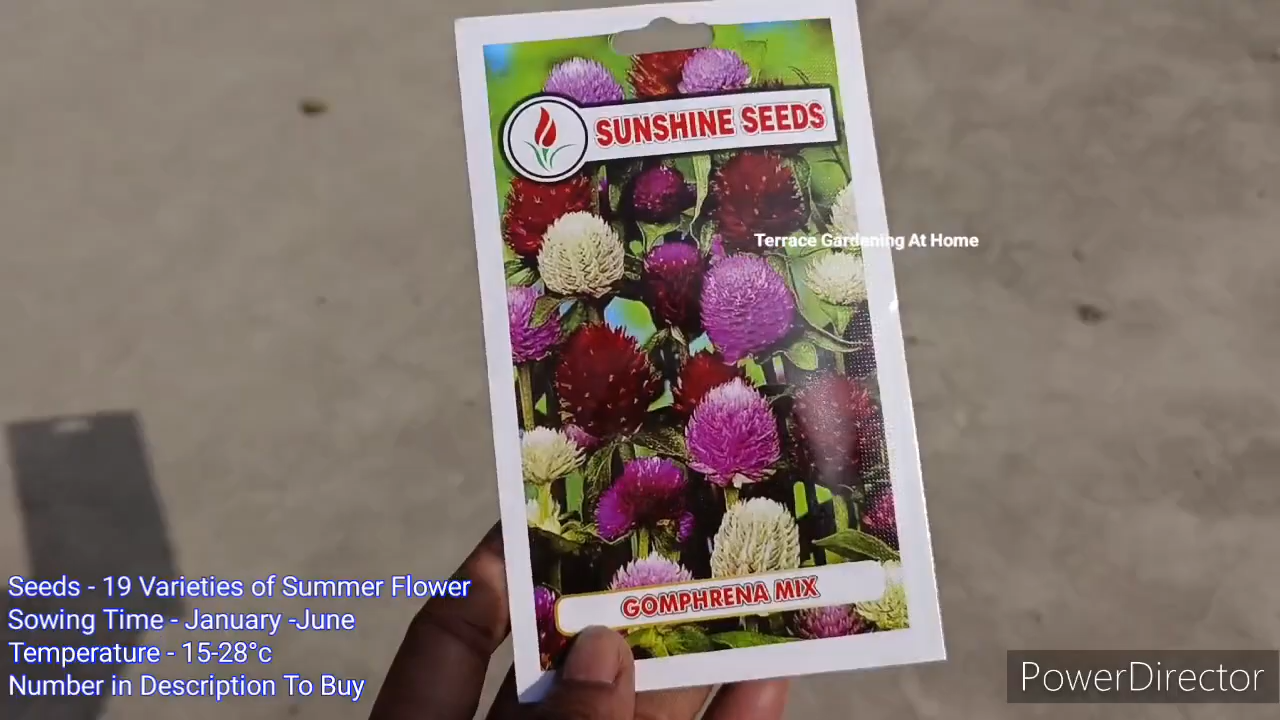 SUNSHINE SEEDS
Terrace Gardening At Home
GOMPHRENA MIX
Seeds - 19 Varieties of Summer Flower
Sowing Time - January -June
Temperature - 15-28°c
Number in Description To Buy
PowerDirector